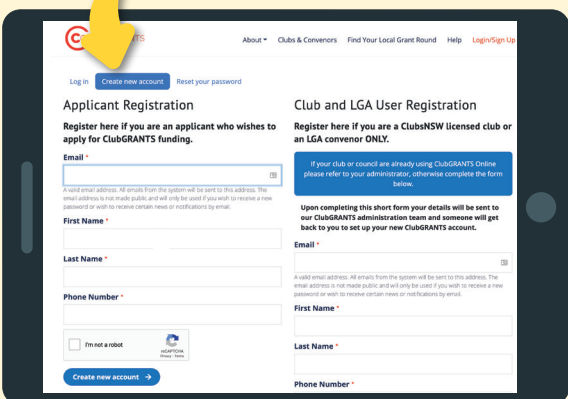 About Clubs & Convenors Find Your Local Grant Round Help Login/Sign Up
Log in Create new account Reset your password
Applicant Registration
Register here if you are an applicant who wishes to
apply for ClubGRANTS funding.
Email *
A valid email address. All emails from the system will be sent to this address. The
email address is not made public and will only be used if you wish to receive a new
password or wish to receive certain news or notifications by email.
First Name *
Last Name *
Phone Number *
I'm not a robot
reCAPTCHA
Privacy - Terms
Create new account →
Club and LGA User Registration
Register here if you are a ClubsNSW licensed club or
an LGA convenor ONLY.
If your club or council are already using ClubGRANTS Online
please refer to your administrator, otherwise complete the form
below.
Upon completing this short form your details will be sent to
our ClubGRANTS administration team and someone will get
back to you to set up your new ClubGRANTS account.
Email *
A valid email address. All emails from the system will be sent to this address. The
email address is not made public and will only be used if you wish to receive a new
password or wish to receive certain news or notifications by email.
First Name *
Last Name *
Phone Number *